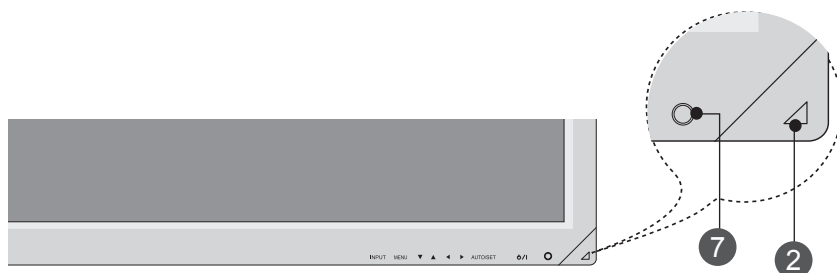 INPUT MENU ▼ ▲ ◄ ► AUTO/SET ⏻/I
7
2